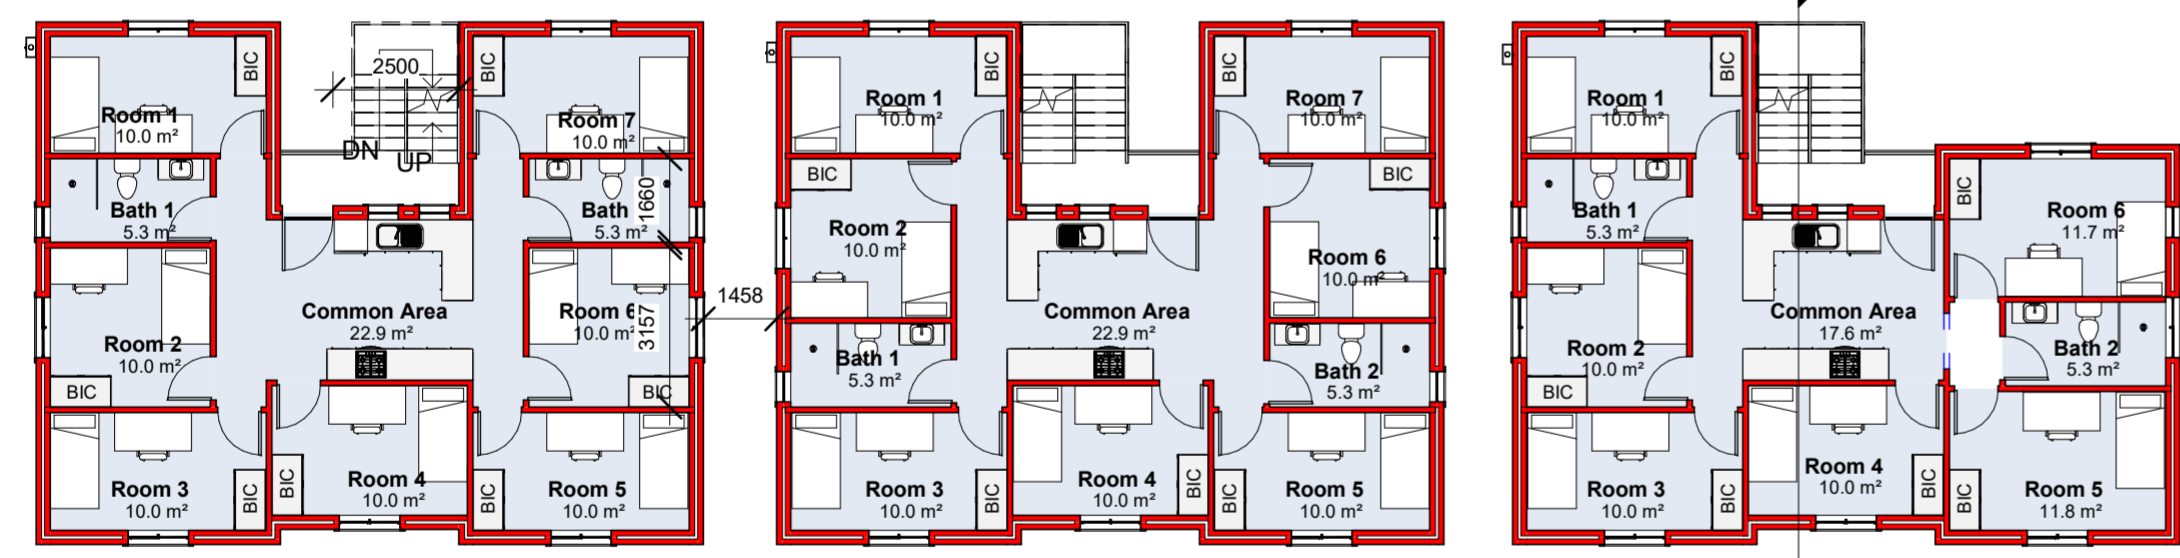 BIC
2500
BIC
Room 1
10.0 m²
Room 7
10.0 m²
DN
UP
Bath 1
5.3 m²
Bath
5.3 m²
1660
Common Area
22.9 m²
Room 2
10.0 m²
Room 6
10.0 m²
3157
BIC
BIC
Room 3
10.0 m²
BIC
BIC
Room 4
10.0 m²
BIC
Room 5
10.0 m²
1458
BIC
BIC
Room 1
10.0 m²
Room 7
10.0 m²
BIC
BIC
Room 2
10.0 m²
Room 6
10.0 m²
Common Area
22.9 m²
Bath 1
5.3 m²
Bath 2
5.3 m²
Room 3
10.0 m²
BIC
Room 4
10.0 m²
BIC
BIC
Room 5
10.0 m²
BIC
Room 1
10.0 m²
BIC
Bath 1
5.3 m²
Room 6
11.7 m²
Common Area
17.6 m²
Room 2
10.0 m²
BIC
Bath 2
5.3 m²
Room 3
10.0 m²
BIC
Room 4
10.0 m²
BIC
BIC
Room 5
11.8 m²